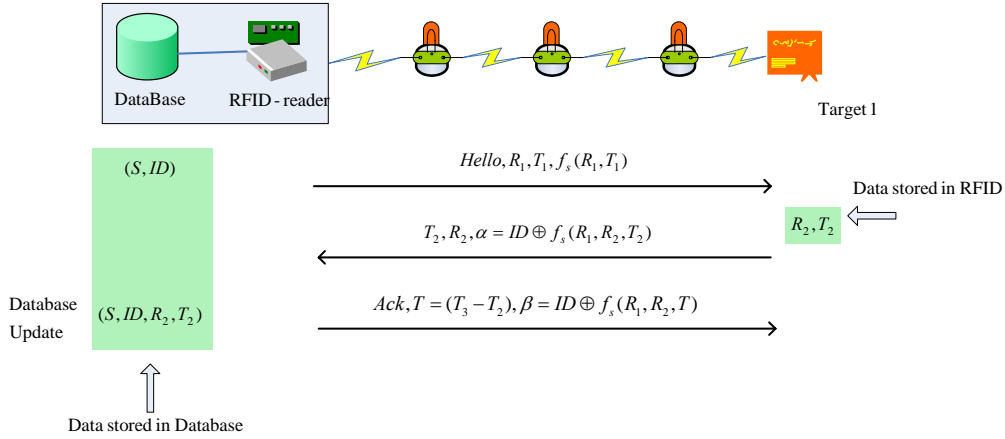 DataBase
RFID - reader
Target 1
(S, ID)
Hello, R₁, T₁, fₛ(R₁, T₁)
Data stored in RFID
R₂, T₂
T₂, R₂, α = ID ⊕ fₛ(R₁, R₂, T₂)
Database
Update
(S, ID, R₂, T₂)
Ack, T = (T₃ − T₂), β = ID ⊕ fₛ(R₁, R₂, T)
Data stored in Database